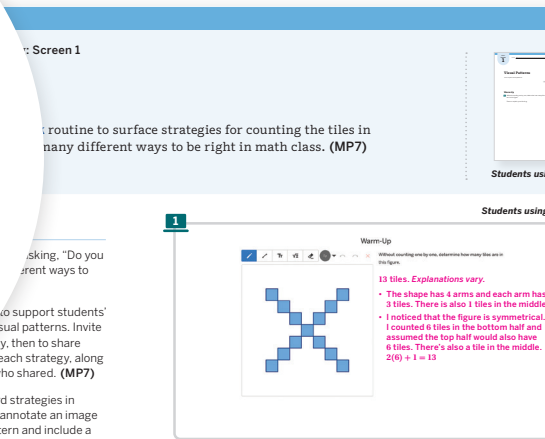 : Screen 1
routine to surface strategies for counting the tiles in
many different ways to be right in math class. (MP7)
Visual Patterns
Students usi
Students using
sking, "Do you
erent ways to
to support students'
sual patterns. Invite
y, then to share
each strategy, along
ho shared. (MP7)
d strategies in
annotate an image
tern and include a
1
Warm-Up
Without counting one by one, determine how many tiles are in
this figure.
13 tiles. Explanations vary.
• The shape has 4 arms and each arm has
3 tiles. There is also 1 tiles in the middle
• I noticed that the figure is symmetrical.
I counted 6 tiles in the bottom half and
assumed the top half would also have
6 tiles. There's also a tile in the middle.
2(6) + 1 = 13